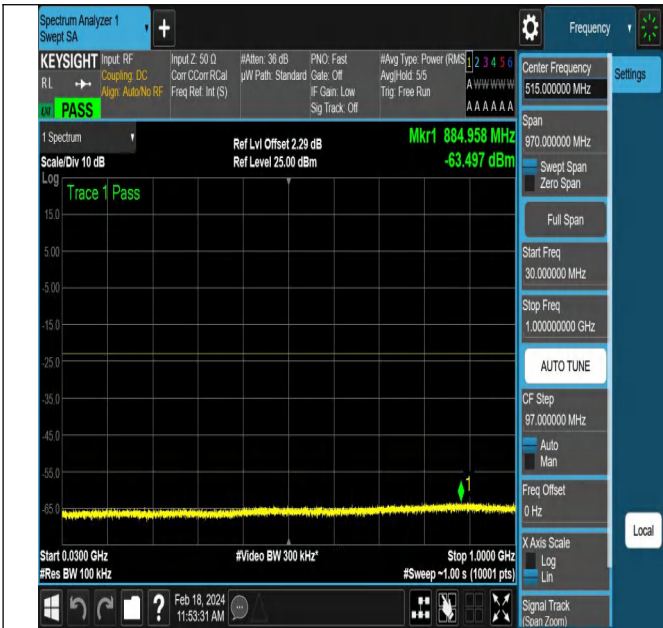 Spectrum Analyzer 1
Swept SA
+
Frequency
KEYSIGHT
RL
PASS
Input: RF
Coupling: DC
Align: Auto/No RF
Input Z: 50 Ω
Corr CCorr RCal
Freq Ref: Int (S)
#Atten: 36 dB
µW Path: Standard
PNO: Fast
Gate: Off
IF Gain: Low
Sig Track: Off
#Avg Type: Power (RMS
Avg|Hold: 5/5
Trig: Free Run
1 2 3 4 5 6
A W W W W W
A A A A A A
Center Frequency
515.000000 MHz
Settings
1 Spectrum
Scale/Div 10 dB
Ref Lvl Offset 2.29 dB
Ref Level 25.00 dBm
Mkr1 884.958 MHz
-63.497 dBm
Span
970.000000 MHz
Swept Span
Zero Span
Full Span
Start Freq
30.000000 MHz
Stop Freq
1.000000000 GHz
AUTO TUNE
CF Step
97.000000 MHz
Auto
Man
Freq Offset
0 Hz
X Axis Scale
Log
Lin
Signal Track
(Span Zoom)
Local
Log
Trace 1 Pass
15.0
5.00
-5.00
-15.0
-25.0
-35.0
-45.0
-55.0
-65.0
1
Start 0.0300 GHz
#Res BW 100 kHz
#Video BW 300 kHz*
Stop 1.0000 GHz
#Sweep ~1.00 s (10001 pts)
?
Feb 18, 2024
11:53:31 AM